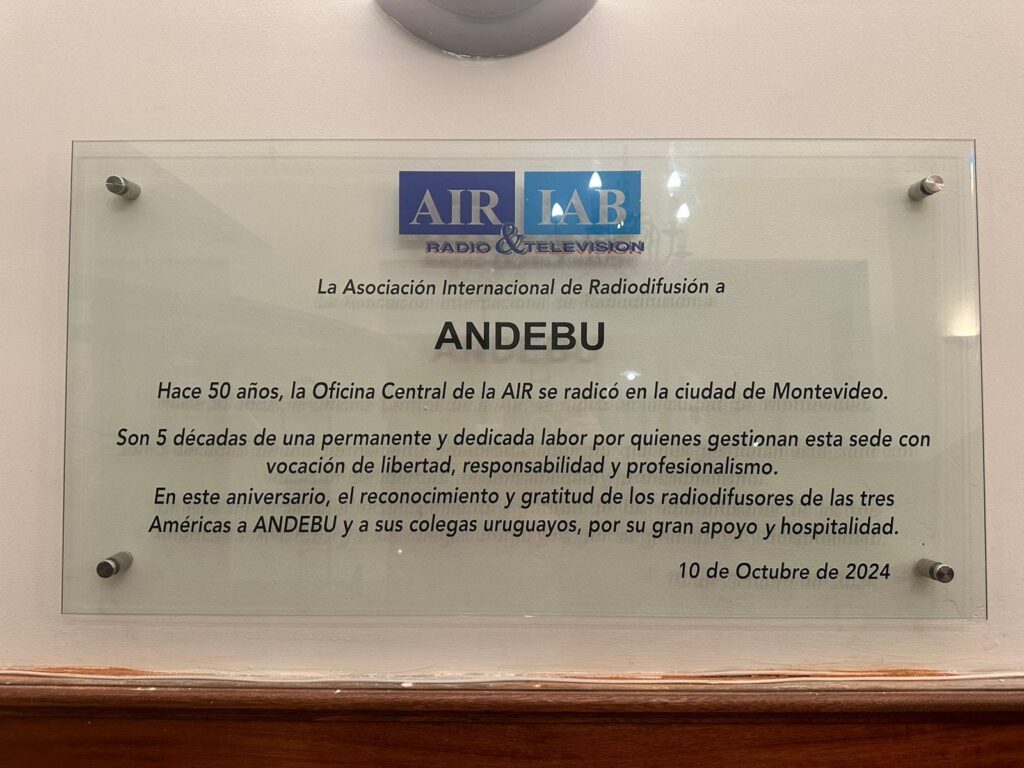 AIR IAB
RADIO & TELEVISION
La Asociación Internacional de Radiodifusión a
ANDEBU
Hace 50 años, la Oficina Central de la AIR se radicó en la ciudad de Montevideo.
Son 5 décadas de una permanente y dedicada labor por quienes gestionan esta sede con
vocación de libertad, responsabilidad y profesionalismo.
En este aniversario, el reconocimiento y gratitud de los radiodifusores de las tres
Américas a ANDEBU y a sus colegas uruguayos, por su gran apoyo y hospitalidad.
10 de Octubre de 2024